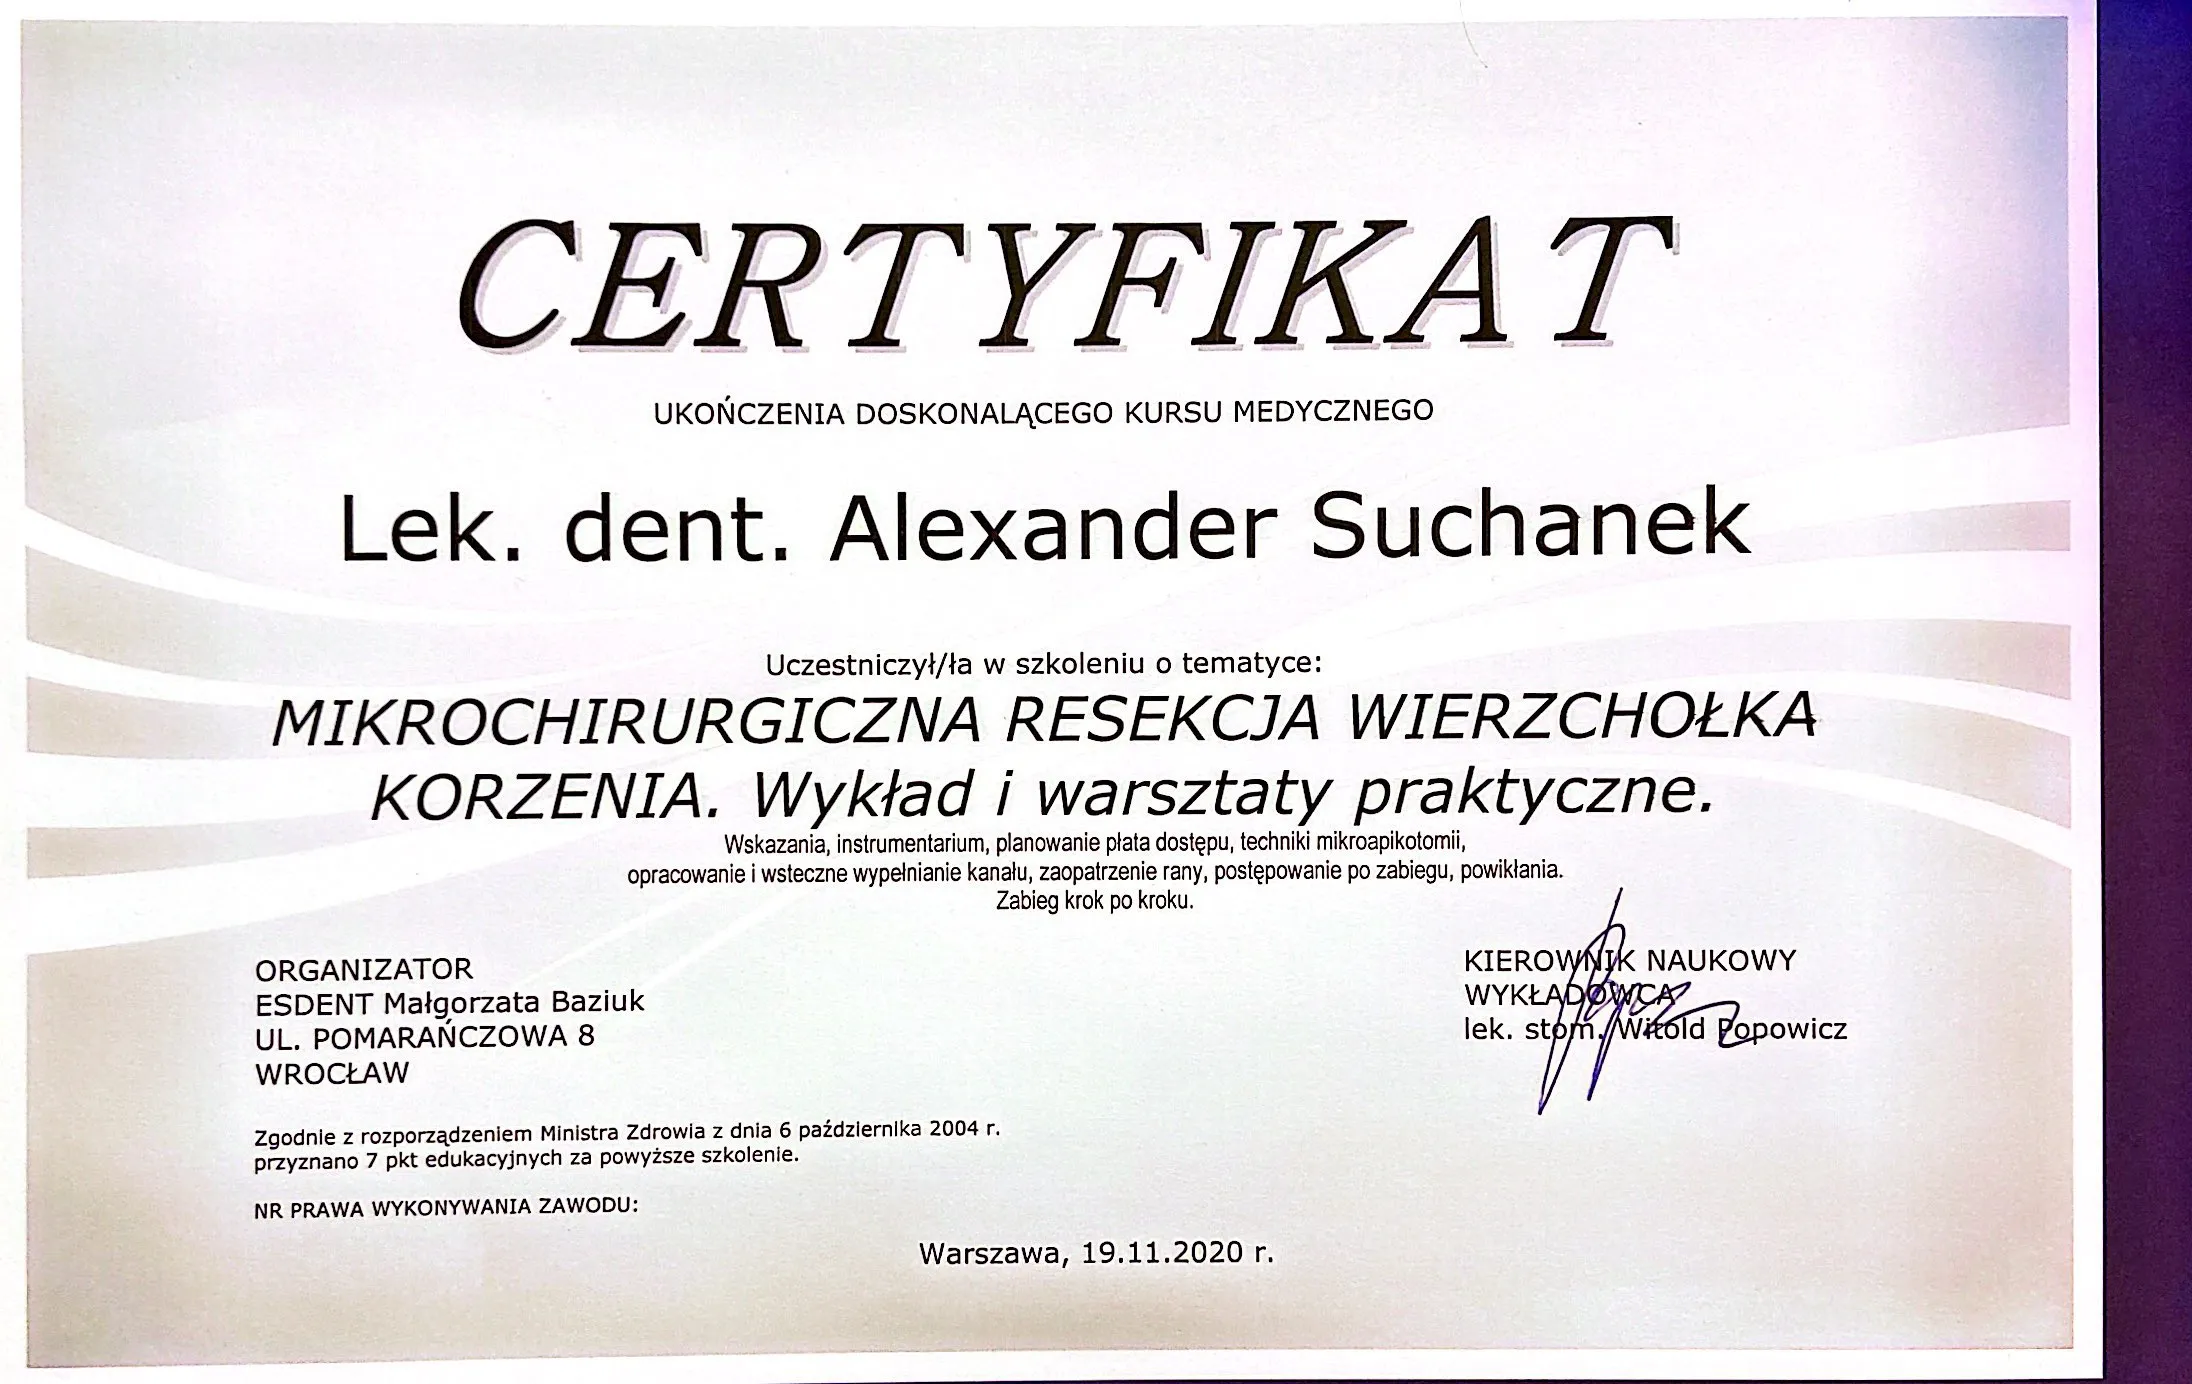 CERTYFIKAT
UKOŃCZENIA DOSKONALĄCEGO KURSU MEDYCZNEGO
Lek. dent. Alexander Suchanek
Uczestniczył/ła w szkoleniu o tematyce:
MIKROCHIRURGICZNA RESEKCJA WIERZCHOŁKA
KORZENIA. Wykład i warsztaty praktyczne.
Wskazania, instrumentarium, planowanie płata dostępu, techniki mikroapikotomii,
opracowanie i wsteczne wypełnianie kanału, zaopatrzenie rany, postępowanie po zabiegu, powikłania.
Zabieg krok po kroku.
ORGANIZATOR
ESDENT Małgorzata Baziuk
UL. POMARAŃCZOWA 8
WROCŁAW
KIEROWNIK NAUKOWY
WYKŁADOWCA
lek. stom. Witold Popowicz
Zgodnie z rozporządzeniem Ministra Zdrowia z dnia 6 października 2004 r.
przyznano 7 pkt edukacyjnych za powyższe szkolenie.
NR PRAWA WYKONYWANIA ZAWODU:
Warszawa, 19.11.2020 r.